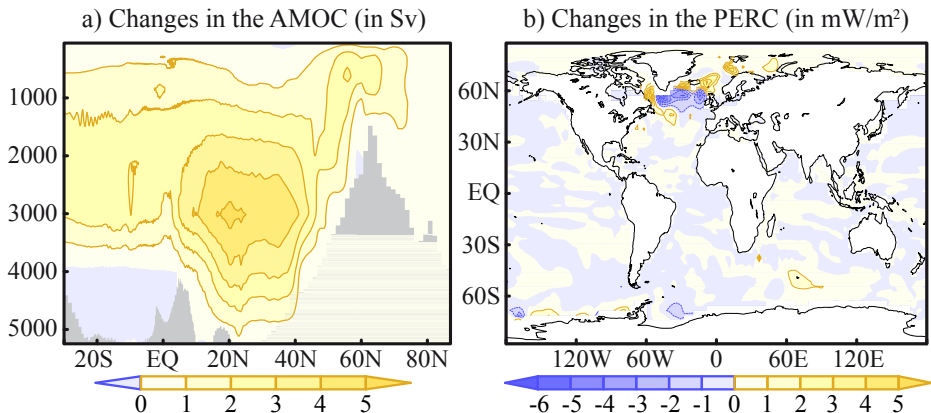 a) Changes in the AMOC (in Sv)
b) Changes in the PERC (in mW/m²)
1000
2000
3000
4000
5000
20S EQ 20N 40N 60N 80N
0 1 2 3 4 5
60N
30N
EQ
30S
60S
120W 60W 0 60E 120E
-6 -5 -4 -3 -2 -1 0 1 2 3 4 5